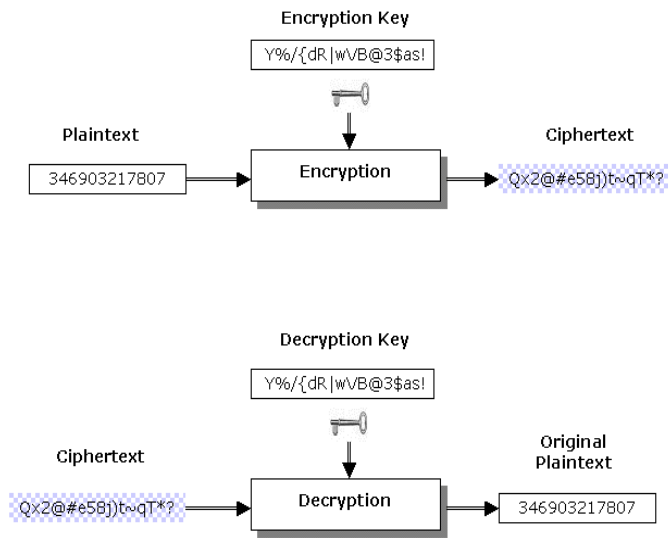 Encryption Key
Y%/{dR|wVB@3$as!
Plaintext
Ciphertext
346903217807
Encryption
Qx2@#e58j)t~qT*?
Decryption Key
Y%/{dR|wVB@3$as!
Ciphertext
Original
Plaintext
Qx2@#e58j)t~qT*?
Decryption
346903217807